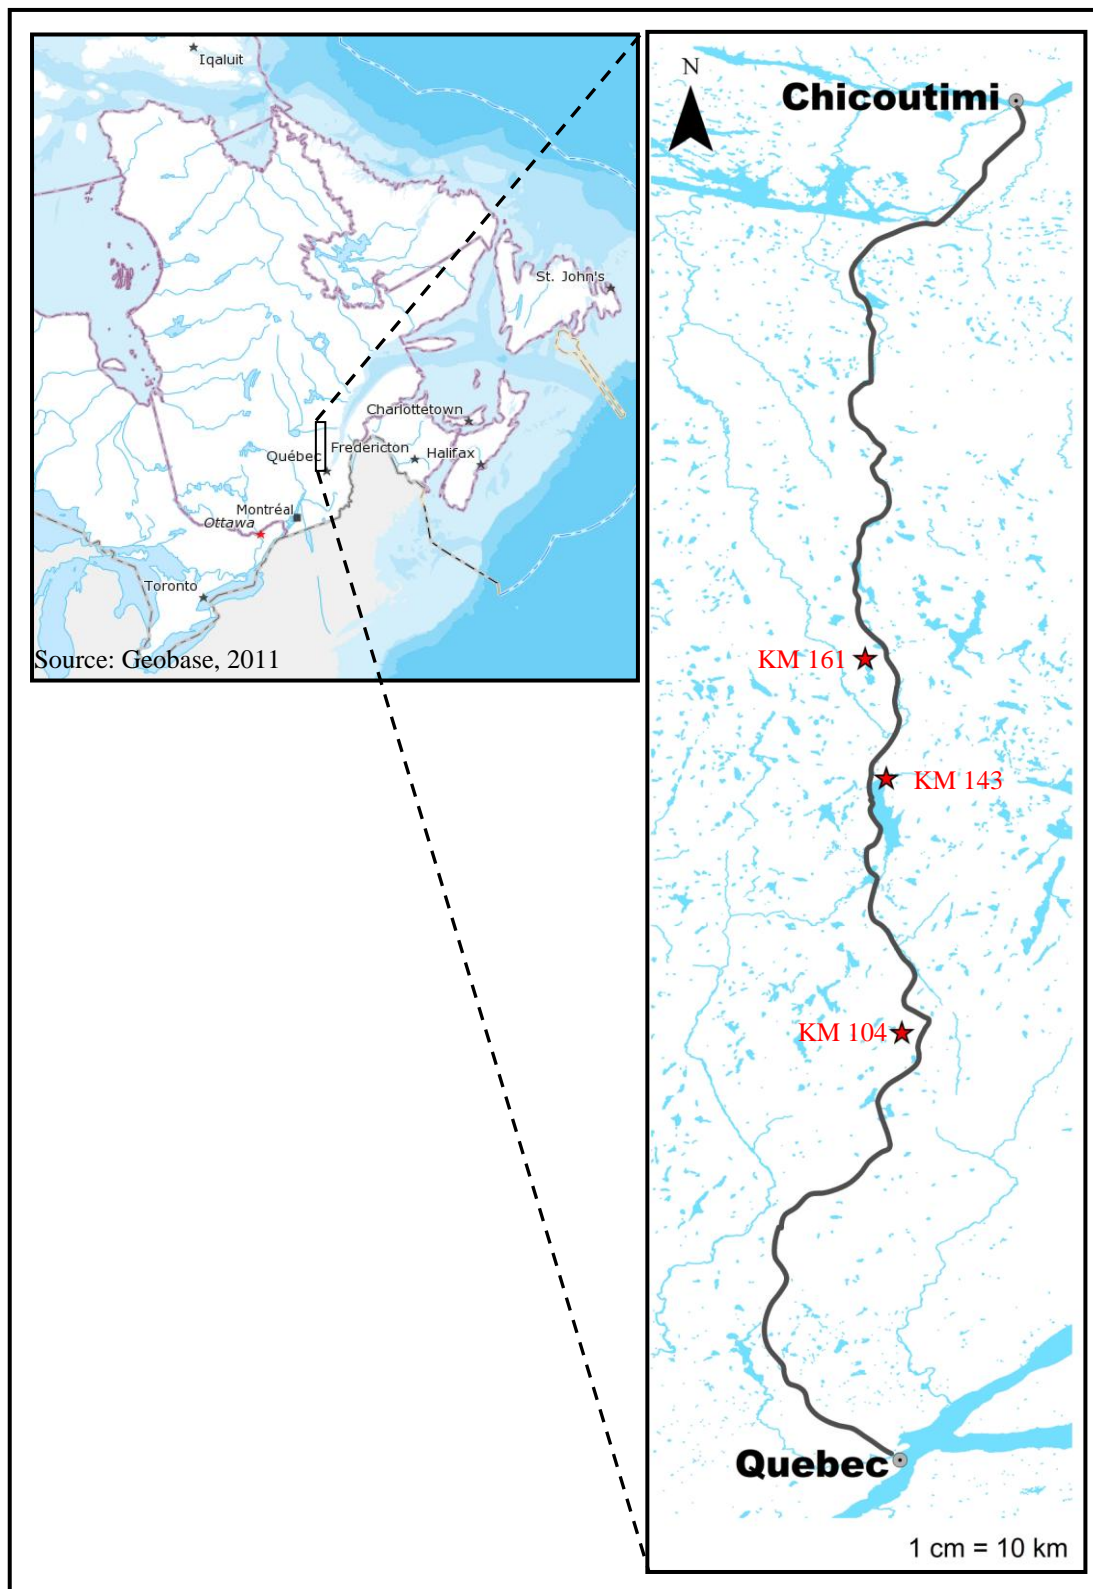 Iqaluit
St. John's
Charlottetown
Fredericton
Halifax
Québec
Montréal
Ottawa
Toronto
Source: Geobase, 2011
N
Chicoutimi
KM 161
KM 143
KM 104
Quebec
1 cm = 10 km